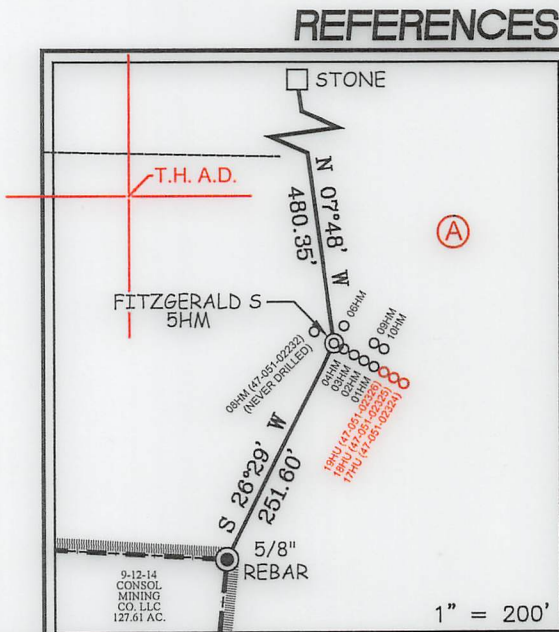 REFERENCES
STONE
T.H. A.D.
N 07°48' W
480.35'
A
FITZGERALD S
5HM
06HM
09HM
10HM
08HM (47-051-02232)
(NEVER DRILLED)
04HM
03HM
02HM
01HM
19HU (47-051-02326)
18HU (47-051-02325)
17HU (47-051-02324)
S 26°29' W
251.60'
5/8"
REBAR
9-12-14
CONSOL
MINING
CO. LLC
127.61 AC.
1" = 200'